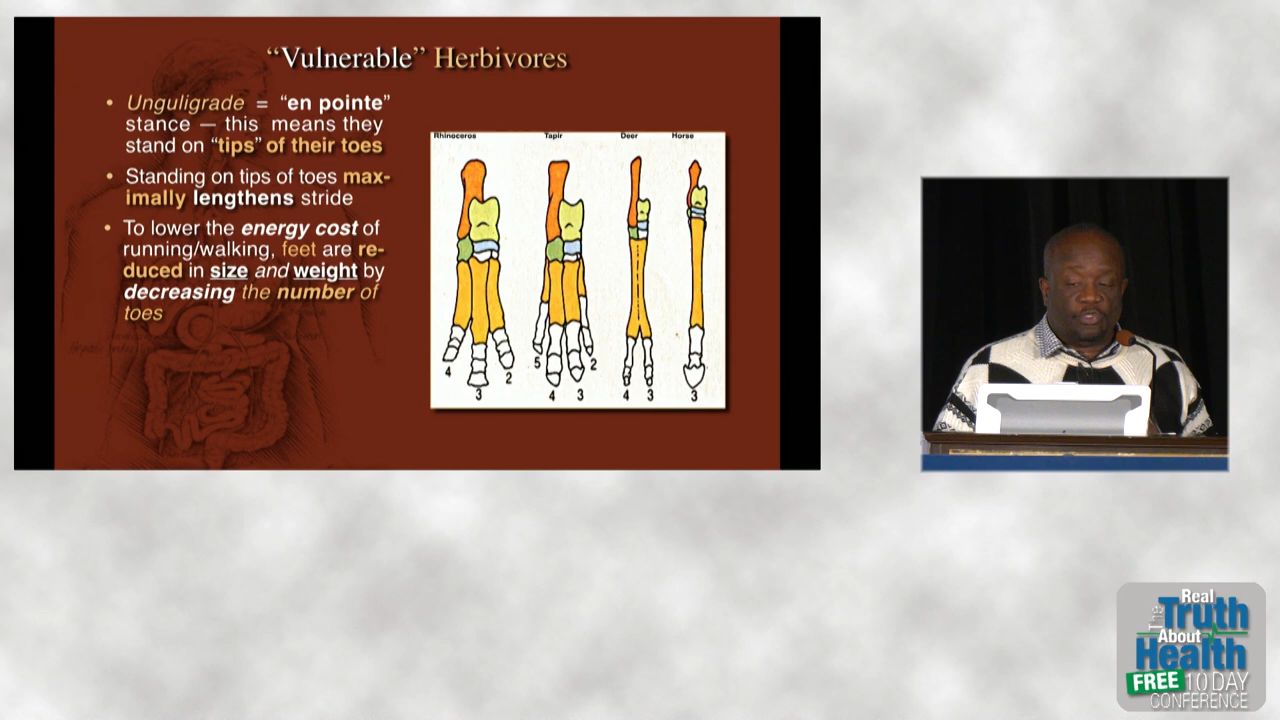 “Vulnerable” Herbivores
• Unguligrade = “en pointe”
stance — this means they
stand on “tips” of their toes
• Standing on tips of toes max-
imally lengthens stride
• To lower the energy cost of
running/walking, feet are re-
duced in size and weight by
decreasing the number of
toes
Rhinoceros Tapir Deer Horse
4 3 2
5 4 3 2
4 3
3
The Real
Truth
About
Health
FREE 10 DAY
CONFERENCE